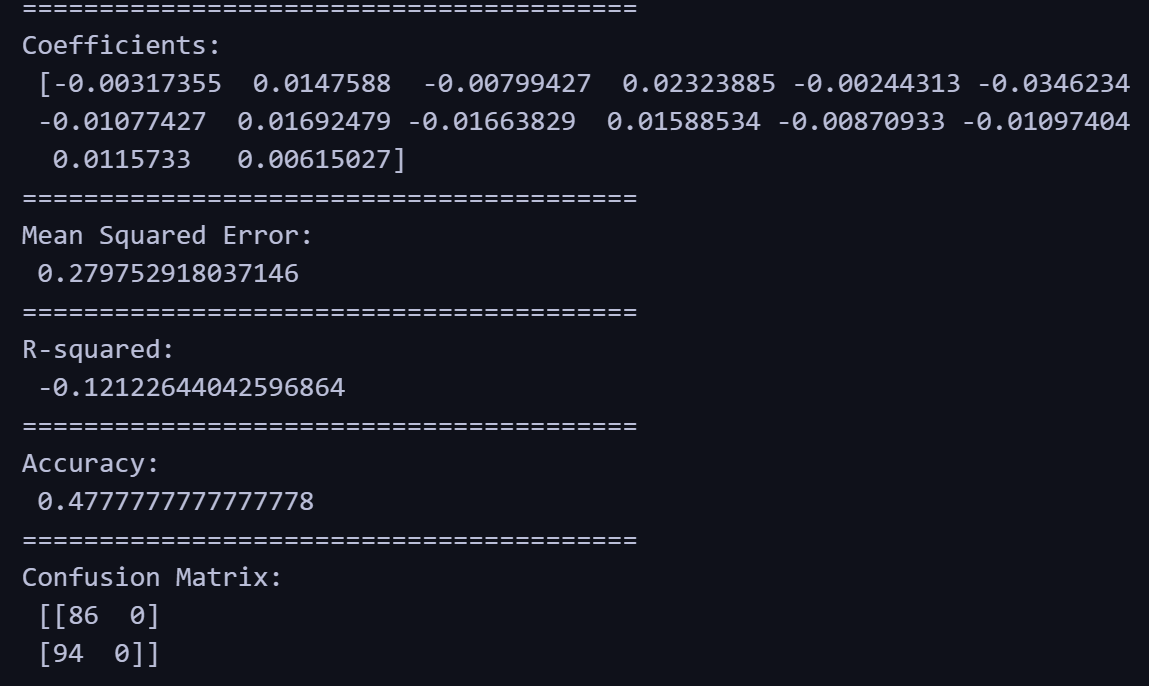 ========================================
Coefficients:
 [-0.00317355  0.0147588  -0.00799427  0.02323885 -0.00244313 -0.0346234
 -0.01077427  0.01692479 -0.01663829  0.01588534 -0.00870933 -0.01097404
  0.0115733   0.00615027]
========================================
Mean Squared Error:
 0.279752918037146
========================================
R-squared:
 -0.12122644042596864
========================================
Accuracy:
 0.4777777777777778
========================================
Confusion Matrix:
 [[86  0]
 [94  0]]